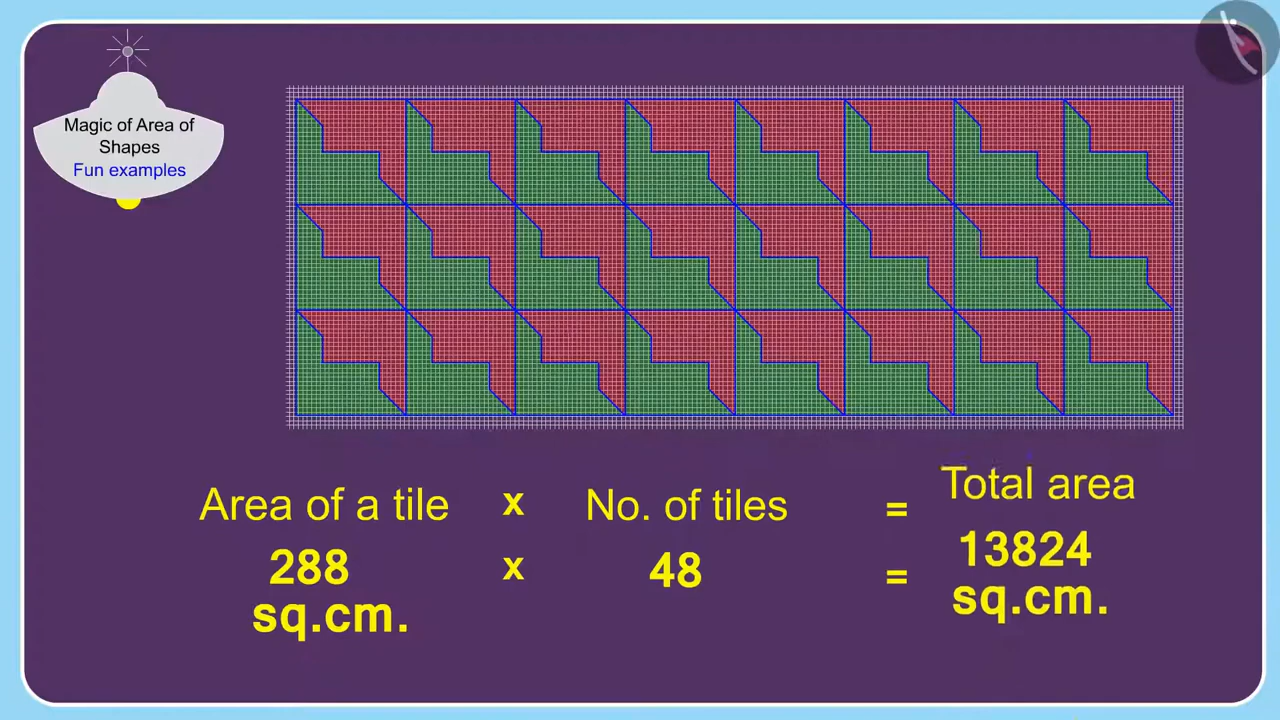 Magic of Area of
Shapes
Fun examples
Area of a tile x No. of tiles = Total area
288 x 48 = 13824
sq.cm. sq.cm.